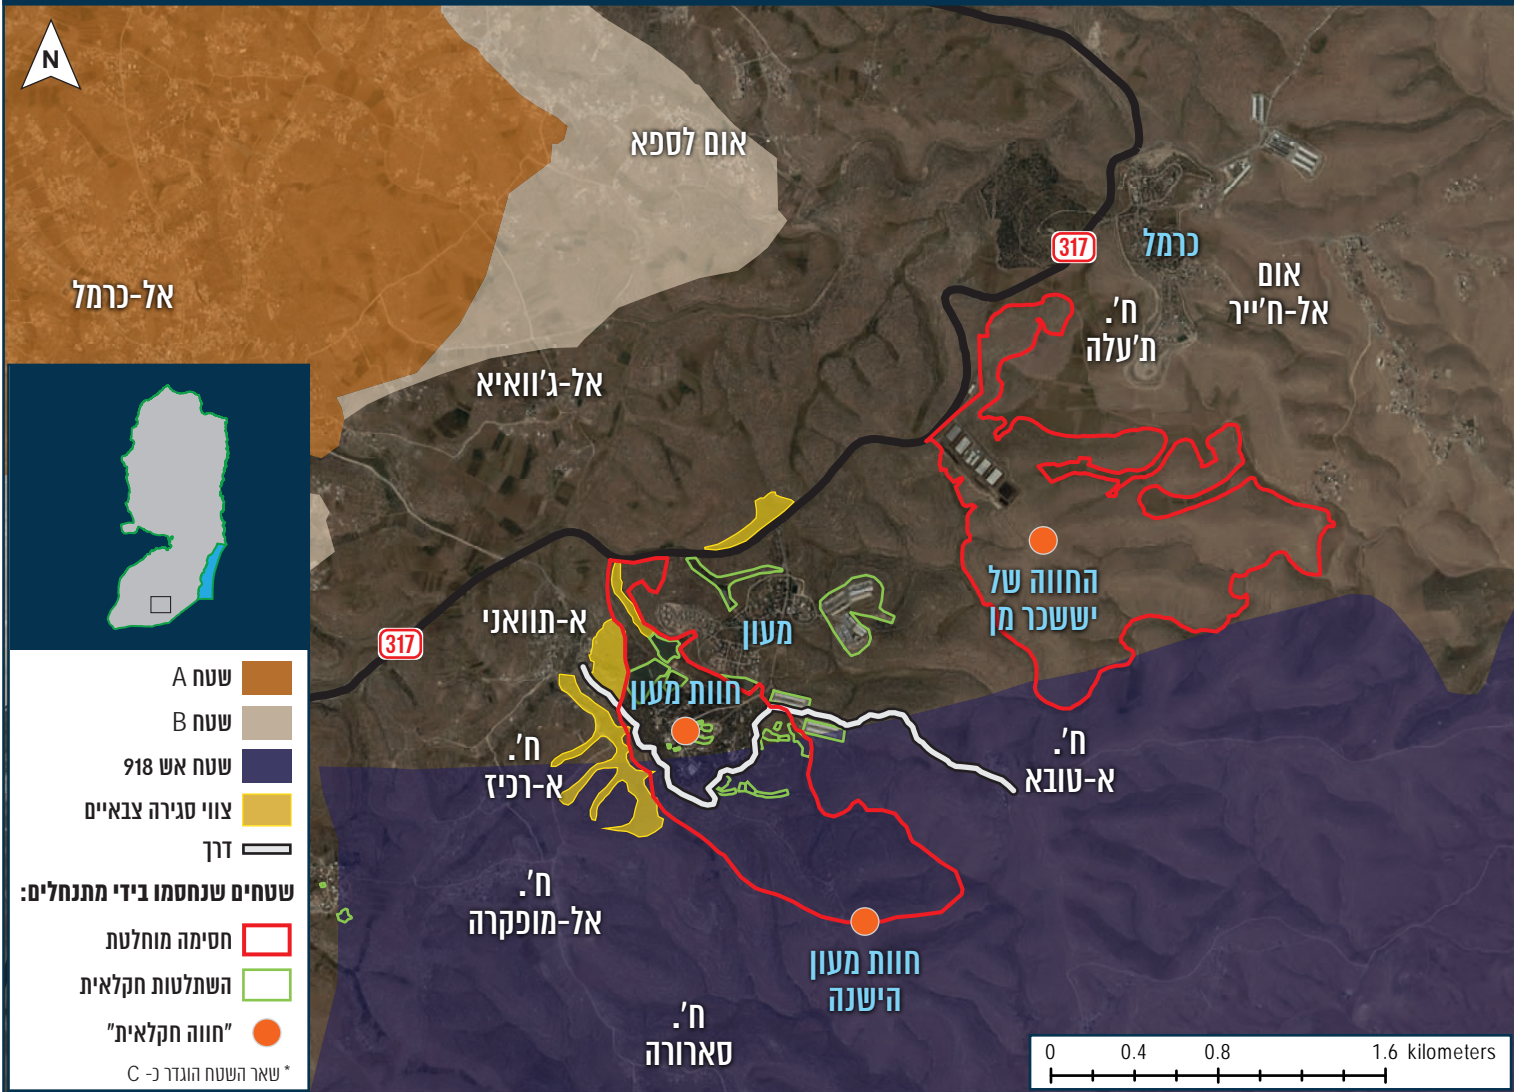 N
אום לספא
317
כרמל
אום
אל-ח'ייר
אל-כרמל
ח'.
ת'עלה
אל-ג'וואיא
החווה של
יששכר מן
א-תוואני
מעון
317
חוות מעון
ח'.
א-רכיז
ח'.
א-טובא
ח'.
אל-מופקרה
חוות מעון
הישנה
ח'.
סארורה
שטח A
שטח B
שטח אש 918
צווי סגירה צבאיים
דרך
שטחים שנחסמו בידי מתנחלים:
חסימה מוחלטת
השתלטות חקלאית
"חווה חקלאית"
* שאר השטח הוגדר כ- C
0 0.4 0.8 1.6 kilometers